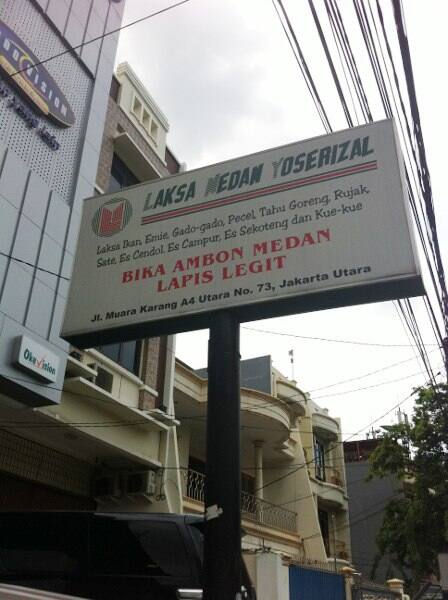 LAKSA MEDAN YOSERIZAL
Laksa Ikan, Emie, Gado-gado, Pecel, Tahu Goreng, Rujak,
Sate, Es Cendol, Es Campur, Es Sekoteng dan Kue-kue
BIKA AMBON MEDAN
LAPIS LEGIT
Jl. Muara Karang A4 Utara No. 73, Jakarta Utara
OkeVision